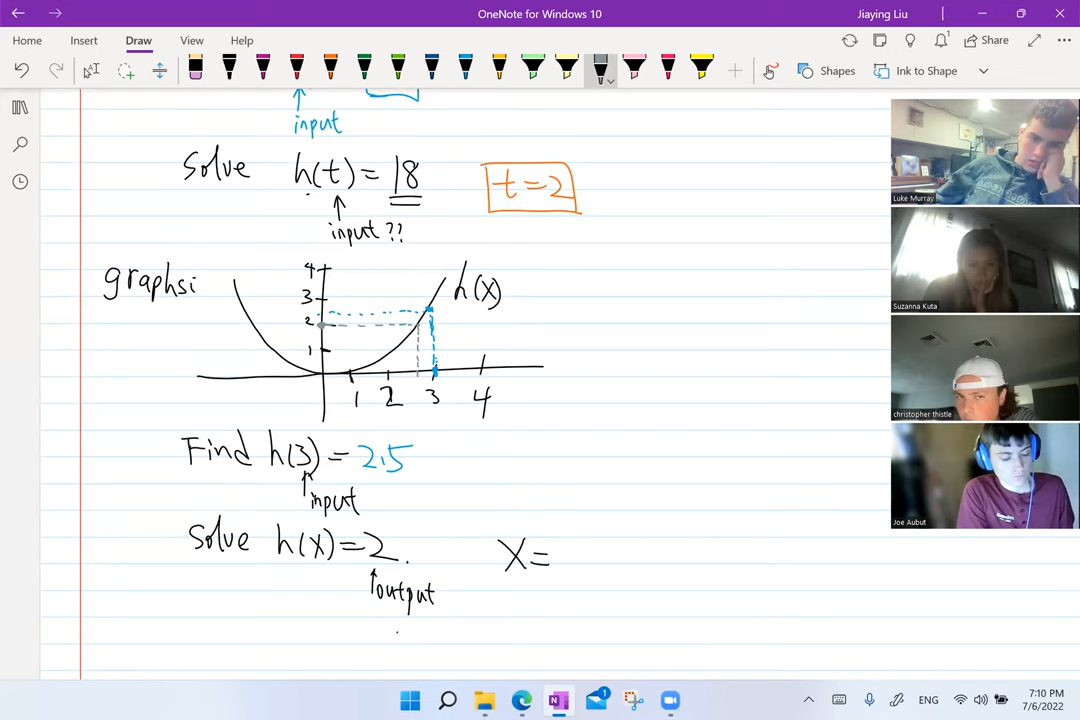 OneNote for Windows 10
Jiaying Liu
Home Insert Draw View Help
Share
Shapes
Ink to Shape
input
Solve h(t) = 18
t = 2
input ??
graphsi
h(x)
4
3
2
1
1 2 3 4
Find h(3) = 2.5
input
Solve h(x) = 2.
X =
output
Luke Murray
Suzanna Kuta
christopher thistle
Joe Aubut
1
ENG
7:10 PM
7/6/2022